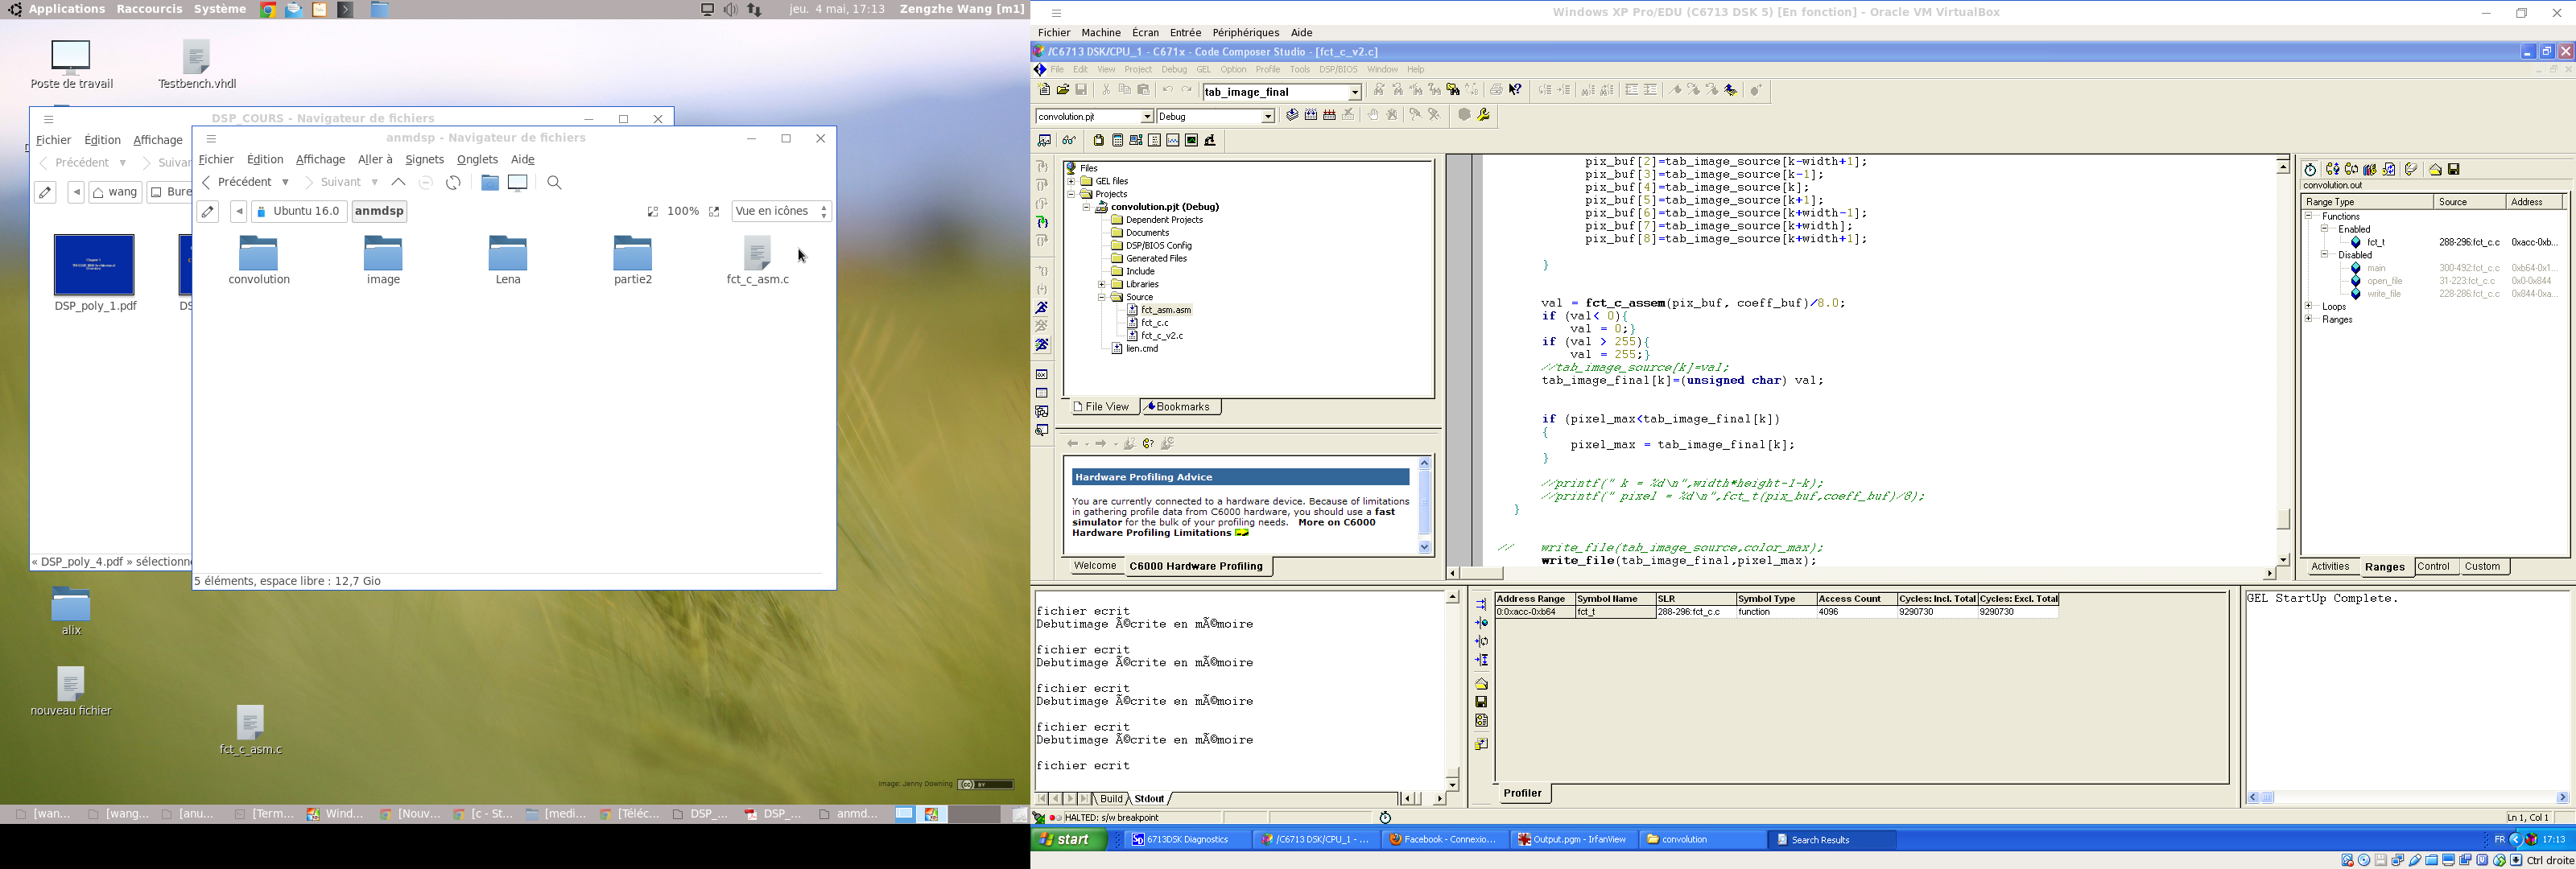 Applications Raccourcis Système
jeu. 4 mai, 17:13 Zengzhe Wang [m1]
Poste de travail
Testbench.vhdl
DSP_COURS - Navigateur de fichiers
Fichier Édition Affichage
Précédent Suivan
wang Bure
DSP_poly_1.pdf
« DSP_poly_4.pdf » sélectionn
anmdsp - Navigateur de fichiers
Fichier Édition Affichage Aller à Signets Onglets Aide
Précédent Suivant
Ubuntu 16.0 anmdsp 100% Vue en icônes
convolution image Lena partie2 fct_c_asm.c
5 éléments, espace libre : 12,7 Gio
alix
nouveau fichier
fct_c_asm.c
Image: Jenny Downing
[wan... [wang... [anu... [Term... Wind... [Nouv... [c - St... [medi... [Téléc... DSP_... DSP_... anmd...
Windows XP Pro/EDU (C6713 DSK 5) [En fonction] - Oracle VM VirtualBox
Fichier Machine Écran Entrée Périphériques Aide
/C6713 DSK/CPU_1 - C671x - Code Composer Studio - [fct_c_v2.c]
File Edit View Project Debug GEL Option Profile Tools DSP/BIOS Window Help
tab_image_final
convolution.pjt Debug
Files
GEL files
Projects
convolution.pjt (Debug)
Dependent Projects
Documents
DSP/BIOS Config
Generated Files
Include
Libraries
Source
fct_asm.asm
fct_c.c
fct_c_v2.c
lien.cmd
File View Bookmarks
Hardware Profiling Advice
You are currently connected to a hardware device. Because of limitations
in gathering profile data from C6000 hardware, you should use a fast
simulator for the bulk of your profiling needs. More on C6000
Hardware Profiling Limitations
Welcome C6000 Hardware Profiling
pix_buf[2]=tab_image_source[k-width+1];
pix_buf[3]=tab_image_source[k-1];
pix_buf[4]=tab_image_source[k];
pix_buf[5]=tab_image_source[k+1];
pix_buf[6]=tab_image_source[k+width-1];
pix_buf[7]=tab_image_source[k+width];
pix_buf[8]=tab_image_source[k+width+1];
}
val = fct_c_assem(pix_buf, coeff_buf)/8.0;
if (val< 0){
val = 0;}
if (val > 255){
val = 255;}
//tab_image_source[k]=val;
tab_image_final[k]=(unsigned char) val;
if (pixel_max<tab_image_final[k])
{
pixel_max = tab_image_final[k];
}
//printf(" k = %d\n",width*height-1-k);
//printf(" pixel = %d\n",fct_t(pix_buf,coeff_buf)/8);
}
// write_file(tab_image_source,color_max);
write_file(tab_image_final,pixel_max);
convolution.out
Range Type Source Address
Functions
Enabled
fct_t 288-296:fct_c.c 0xacc-0xb...
Disabled
main 300-492:fct_c.c 0xb64-0x1...
open_file 31-223:fct_c.c 0x0-0x844
write_file 228-286:fct_c.c 0x844-0xa...
Loops
Ranges
Activities Ranges Control Custom
fichier ecrit
Debutimage Ã©crite en mÃ©moire
fichier ecrit
Debutimage Ã©crite en mÃ©moire
fichier ecrit
Debutimage Ã©crite en mÃ©moire
fichier ecrit
Debutimage Ã©crite en mÃ©moire
fichier ecrit
Build Stdout
Address Range Symbol Name SLR Symbol Type Access Count Cycles: Incl. Total Cycles: Excl. Total
0:0xacc-0xb64 fct_t 288-296:fct_c.c function 4096 9290730 9290730
Profiler
GEL StartUp Complete.
HALTED: s/w breakpoint
Ln 1, Col 1
start 6713DSK Diagnostics /C6713 DSK/CPU_1 - ... Facebook - Connexio... Output.pgm - IrfanView convolution Search Results FR 17:13
Ctrl droite